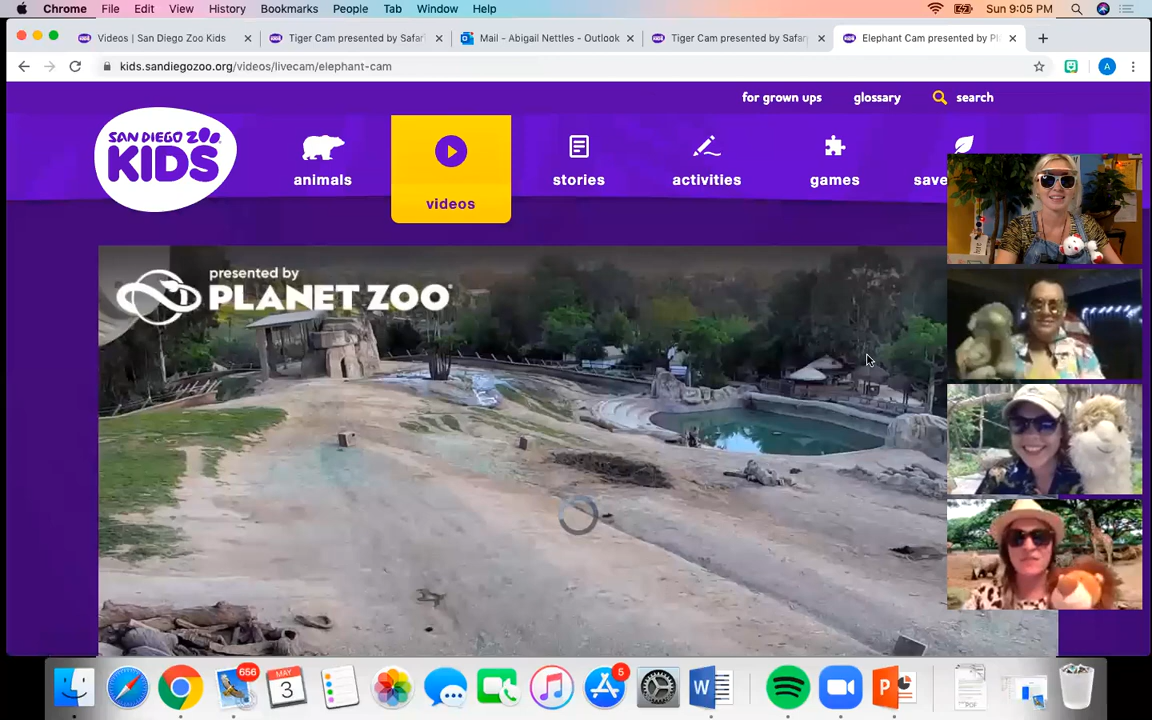 Chrome File Edit View History Bookmarks People Tab Window Help Sun 9:05 PM
Videos | San Diego Zoo Kids
Tiger Cam presented by Safari
Mail - Abigail Nettles - Outlook
Tiger Cam presented by Safari
Elephant Cam presented by Pl
kids.sandiegozoo.org/videos/livecam/elephant-cam
A
for grown ups glossary search
SAN DIEGO ZOO
KIDS
animals
videos
stories
activities
games
save
presented by
PLANET ZOO
656
MAY
3
5
W
P
PDF